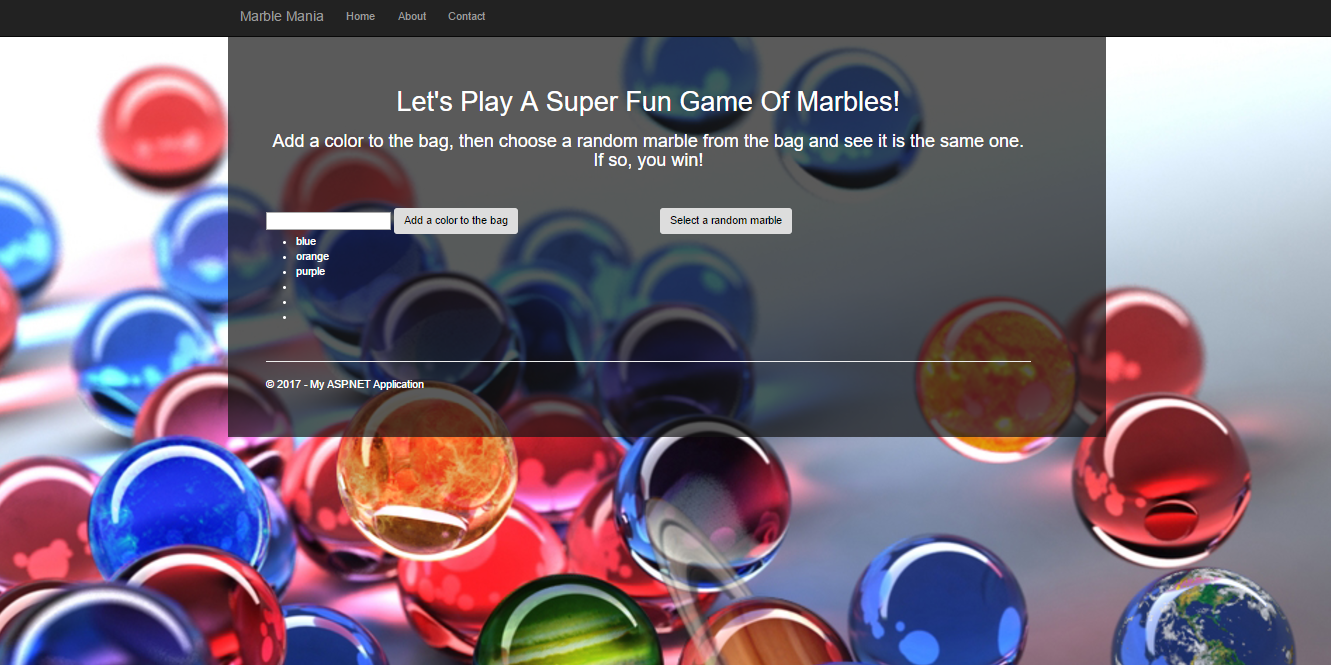 Marble Mania Home About Contact
Let's Play A Super Fun Game Of Marbles!
Add a color to the bag, then choose a random marble from the bag and see it is the same one.
If so, you win!
Add a color to the bag Select a random marble
blue
orange
purple
© 2017 - My ASP.NET Application